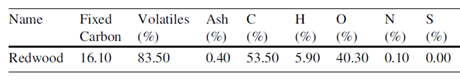 Name Fixed Volatiles Ash C H O N S
Carbon (%) (%) (%) (%) (%) (%) (%)
Redwood 16.10 83.50 0.40 53.50 5.90 40.30 0.10 0.00